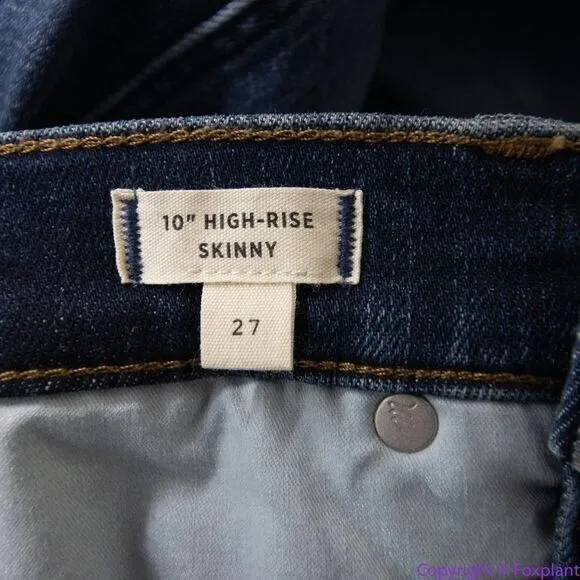 10" HIGH-RISE
SKINNY
27
Copyright © Foxplant